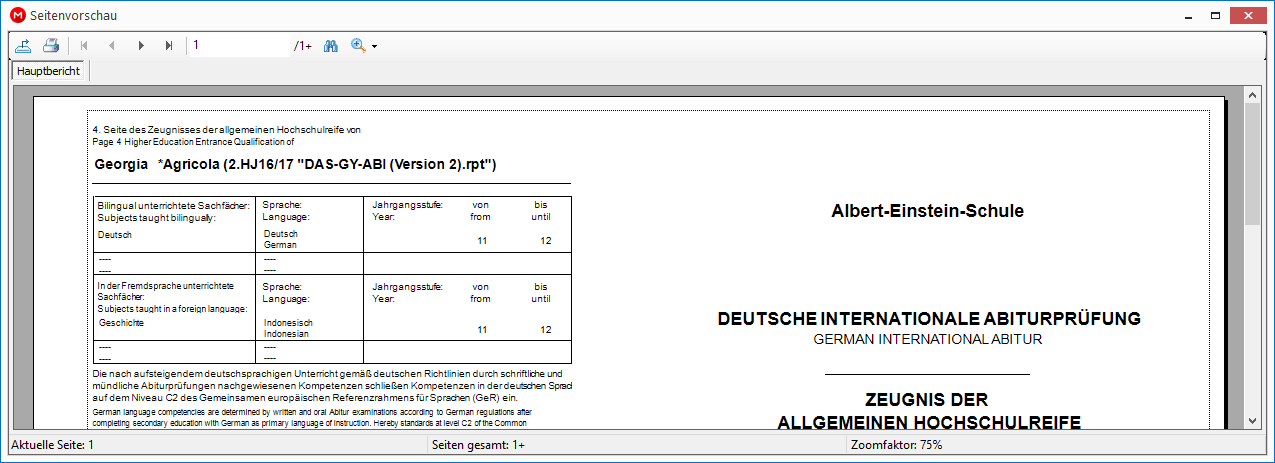 Seitenvorschau
1 /1+
Hauptbericht
4. Seite des Zeugnisses der allgemeinen Hochschulreife von
Page 4 Higher Education Entrance Qualification of
Georgia *Agricola (2.HJ16/17 "DAS-GY-ABI (Version 2).rpt")
Bilingual unterrichtete Sachfächer: Sprache: Jahrgangsstufe: von bis
Subjects taught bilingually: Language: Year: from until
Deutsch Deutsch
German 11 12
---- ----
---- ----
In der Fremdsprache unterrichtete Sprache: Jahrgangsstufe: von bis
Sachfächer: Language: Year: from until
Subjects taught in a foreign language:
Geschichte Indonesisch
Indonesian 11 12
---- ----
---- ----
Die nach aufsteigendem deutschsprachigen Unterricht gemäß deutschen Richtlinien durch schriftliche und
mündliche Abiturprüfungen nachgewiesenen Kompetenzen schließen Kompetenzen in der deutschen Sprach
auf dem Niveau C2 des Gemeinsamen europäischen Referenzrahmens für Sprachen (GeR) ein.
German language competencies are determined by written and oral Abitur examinations according to German regulations after
completing secondary education with German as primary language of instruction. Hereby standards at level C2 of the Common
Albert-Einstein-Schule
DEUTSCHE INTERNATIONALE ABITURPRÜFUNG
GERMAN INTERNATIONAL ABITUR
ZEUGNIS DER
ALLGEMEINEN HOCHSCHULREIFE
Aktuelle Seite: 1 Seiten gesamt: 1+ Zoomfaktor: 75%